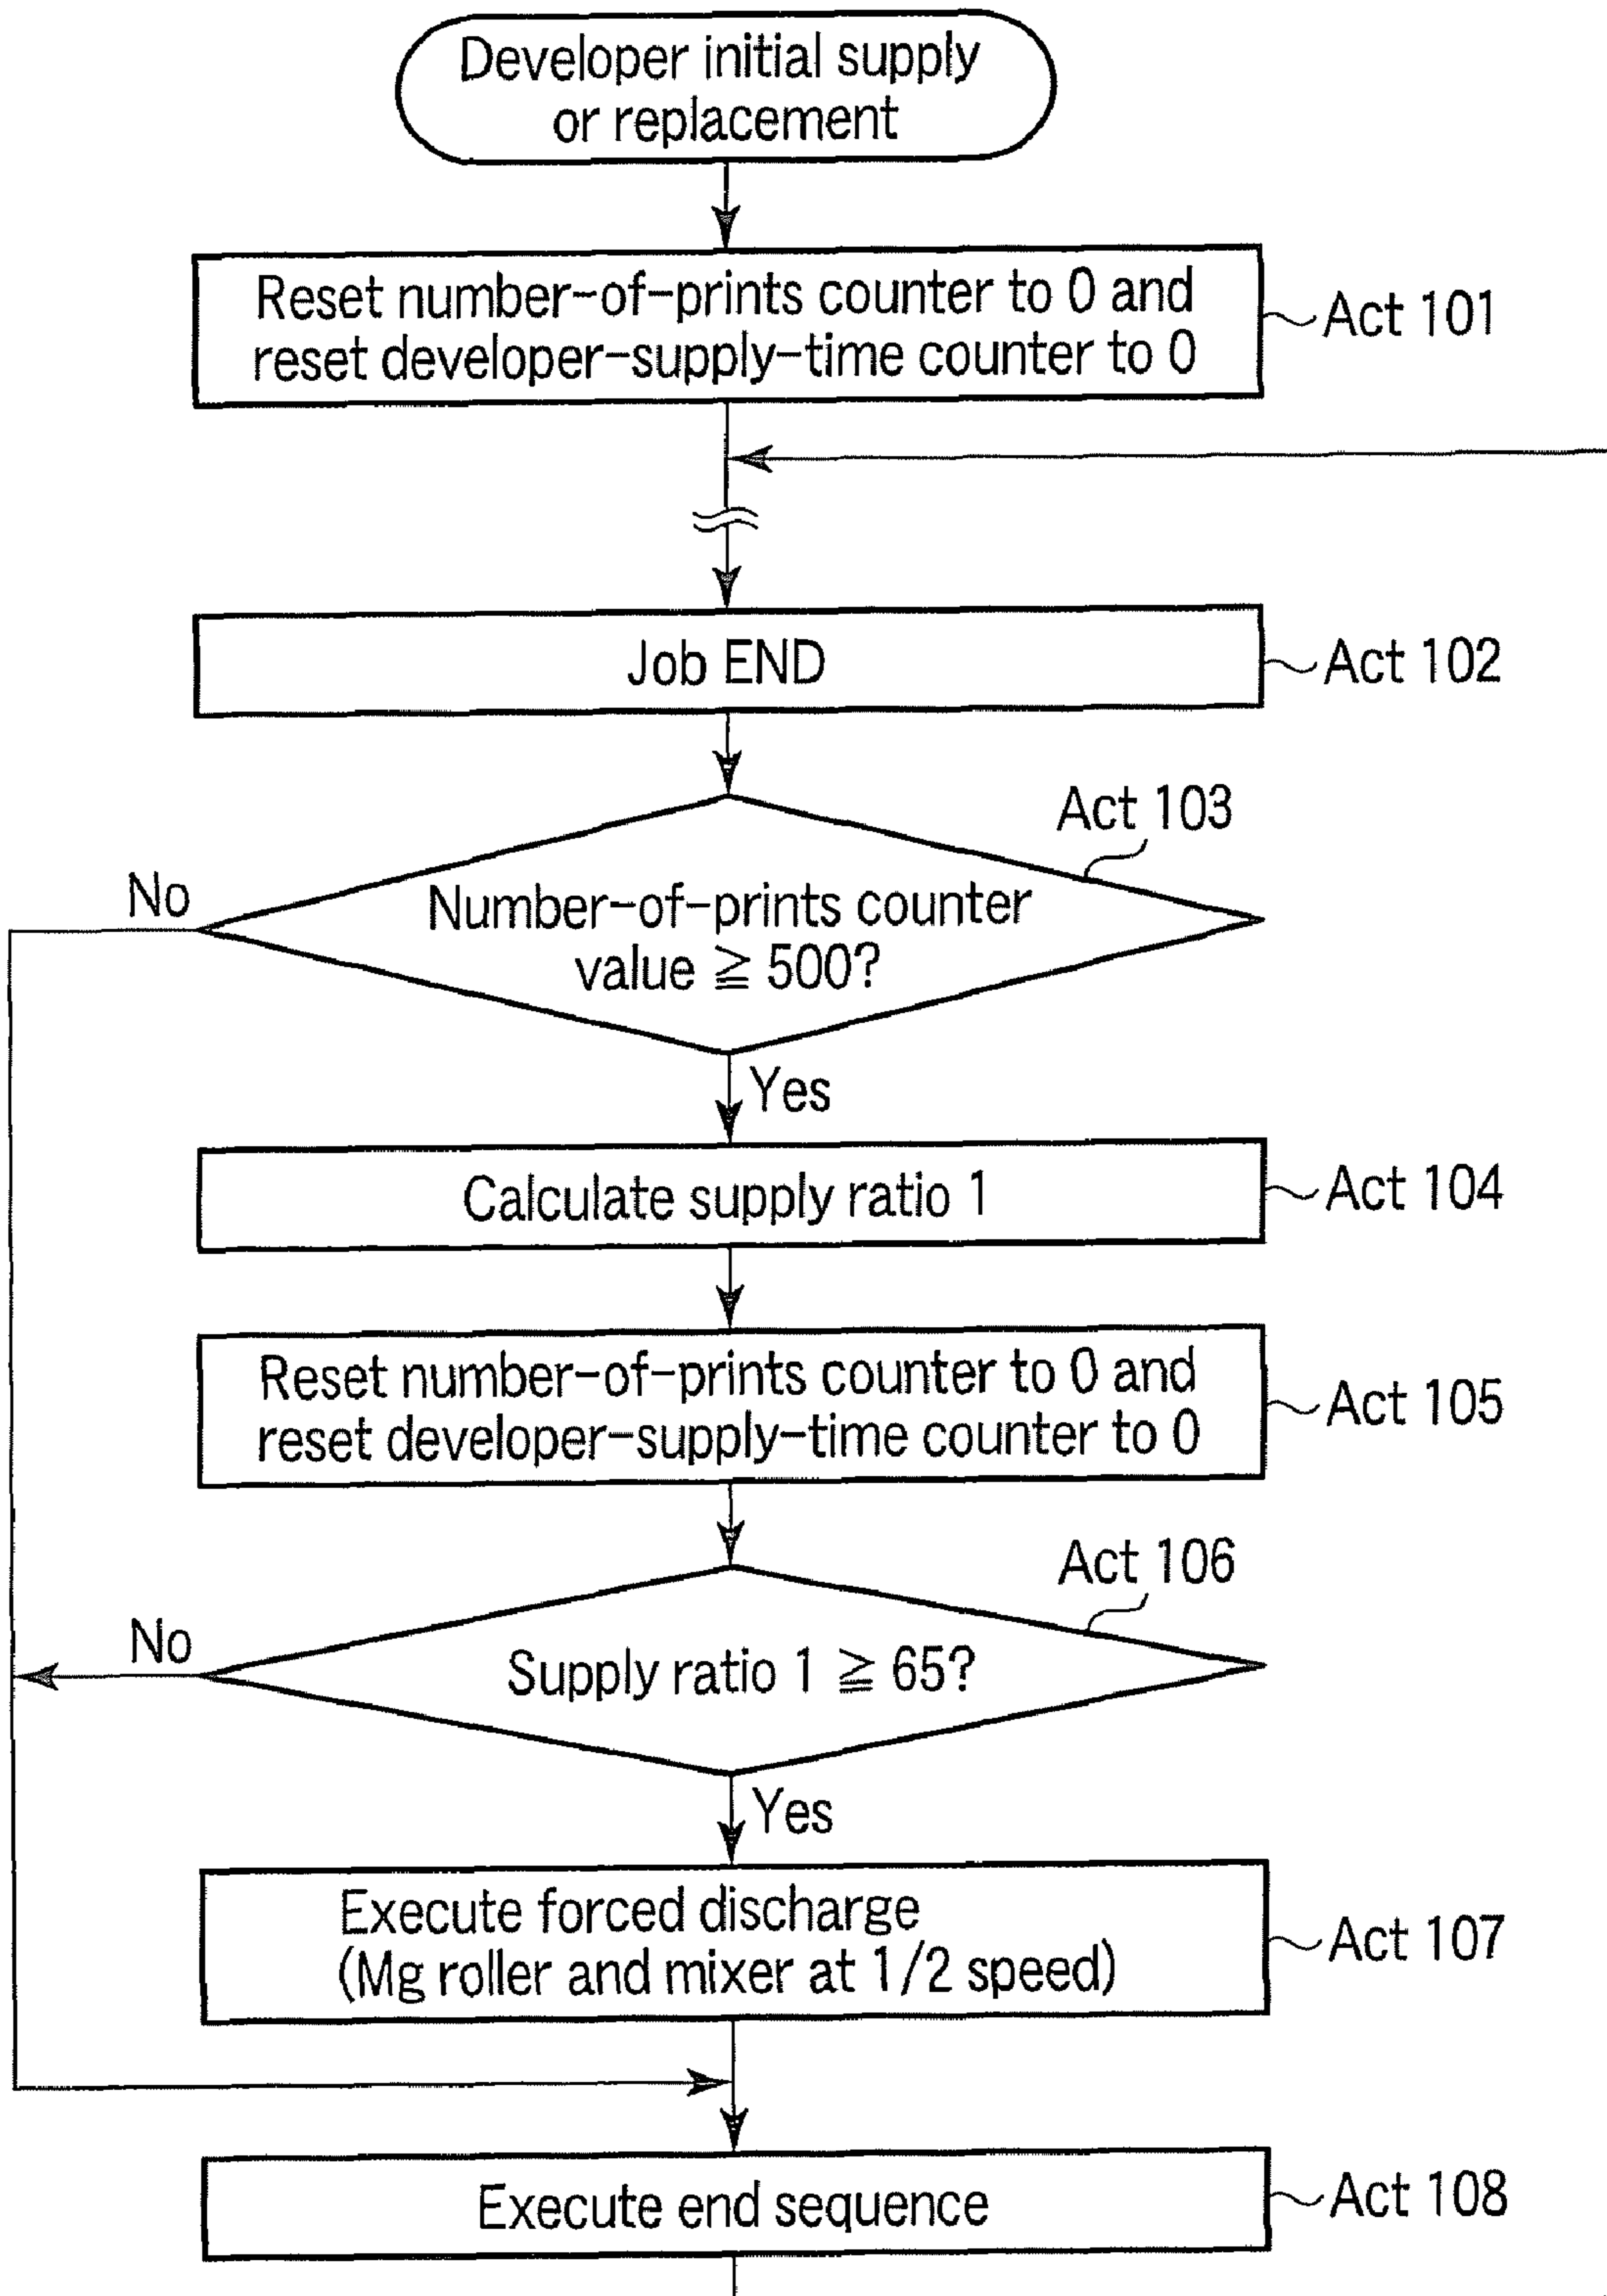 Developer initial supply
or replacement
Reset number-of-prints counter to 0 and
reset developer-supply-time counter to 0
Act 101
Job END
Act 102
Act 103
No
Number-of-prints counter
value ≧ 500?
Yes
Calculate supply ratio 1
Act 104
Reset number-of-prints counter to 0 and
reset developer-supply-time counter to 0
Act 105
Act 106
No
Supply ratio 1 ≧ 65?
Yes
Execute forced discharge
(Mg roller and mixer at 1/2 speed)
Act 107
Execute end sequence
Act 108